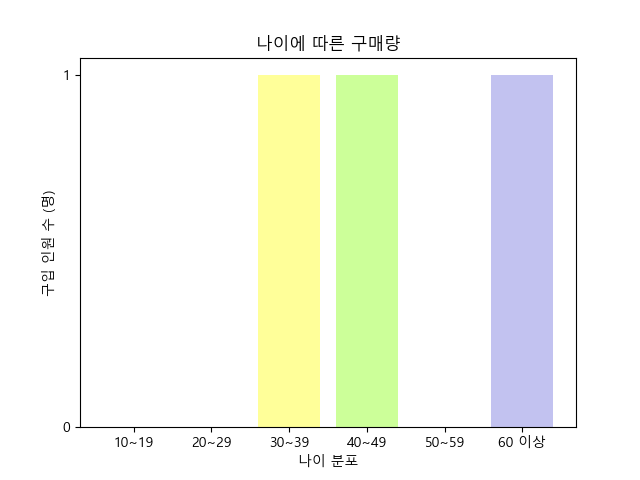 나이에 따른 구매량
1
0
구입 인원 수 (명)
10~19 20~29 30~39 40~49 50~59 60 이상
나이 분포